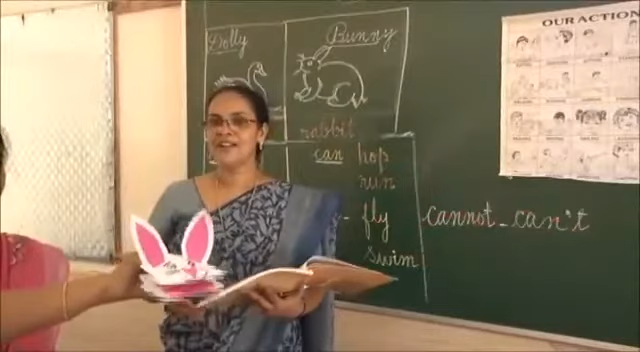 Dolly
Bunny
OUR ACTION
rabbit
can hop
run
fly
cannot - can't
swim